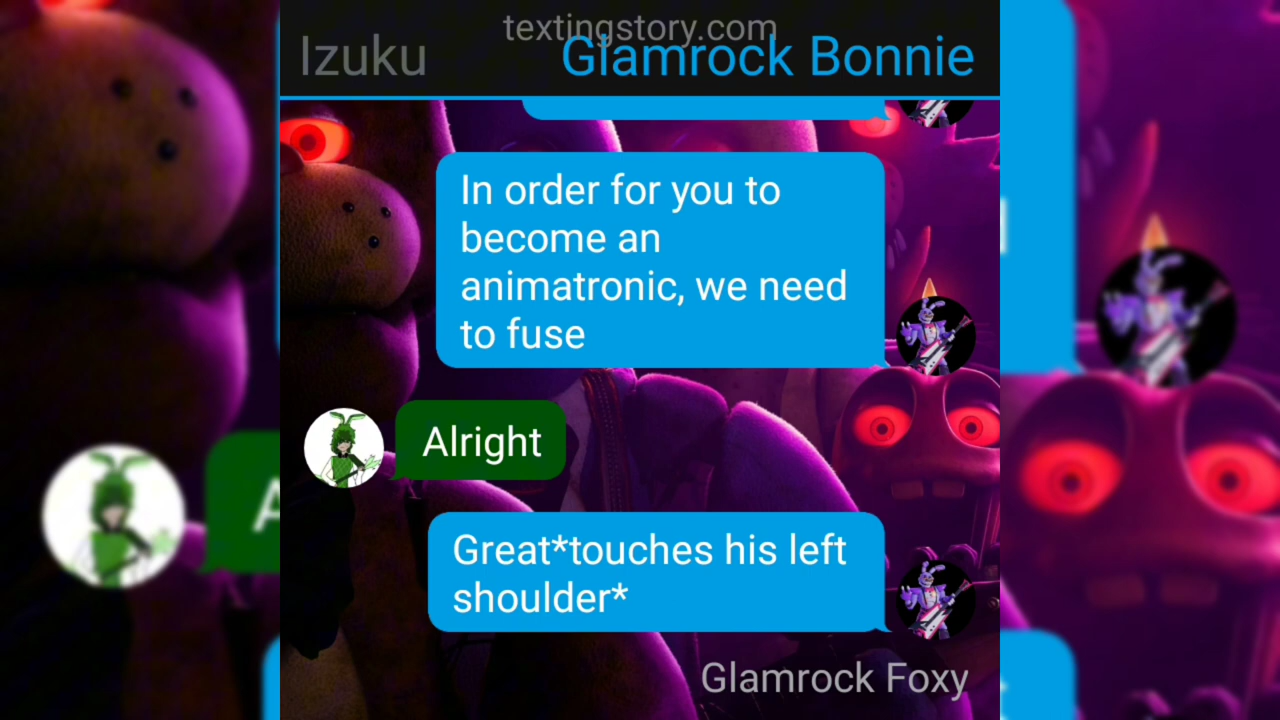 textingstory.com
Izuku
Glamrock Bonnie
In order for you to
become an
animatronic, we need
to fuse
Alright
Great*touches his left
shoulder*
Glamrock Foxy